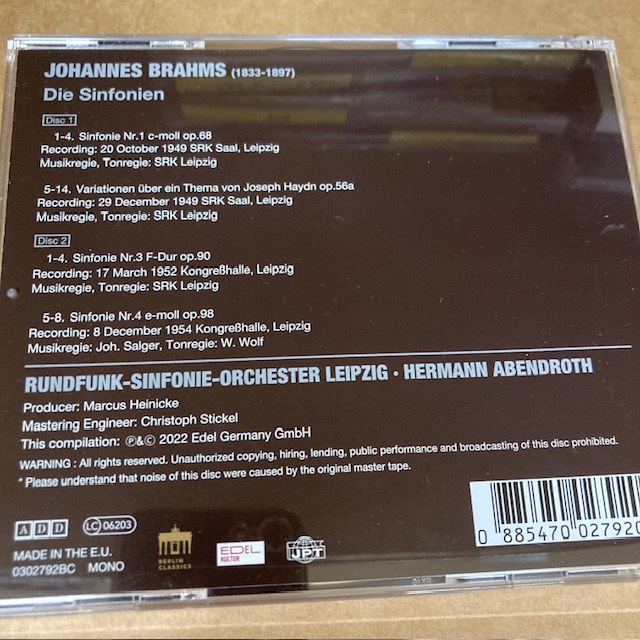 JOHANNES BRAHMS (1833-1897)
Die Sinfonien
Disc 1
1-4. Sinfonie Nr.1 c-moll op.68
Recording: 20 October 1949 SRK Saal, Leipzig
Musikregie, Tonregie: SRK Leipzig
5-14. Variationen über ein Thema von Joseph Haydn op.56a
Recording: 29 December 1949 SRK Saal, Leipzig
Musikregie, Tonregie: SRK Leipzig
Disc 2
1-4. Sinfonie Nr.3 F-Dur op.90
Recording: 17 March 1952 Kongreßhalle, Leipzig
Musikregie, Tonregie: SRK Leipzig
5-8. Sinfonie Nr.4 e-moll op.98
Recording: 8 December 1954 Kongreßhalle, Leipzig
Musikregie: Joh. Salger, Tonregie: W. Wolf
RUNDFUNK-SINFONIE-ORCHESTER LEIPZIG · HERMANN ABENDROTH
Producer: Marcus Heinicke
Mastering Engineer: Christoph Stickel
This compilation: ℗&© 2022 Edel Germany GmbH
WARNING : All rights reserved. Unauthorized copying, hiring, lending, public performance and broadcasting of this disc prohibited.
* Please understand that noise of this disc were caused by the original master tape.
A D D
LC 06203
MADE IN THE E.U.
0302792BC MONO
BERLIN
CLASSICS
EDEL
KULTUR
JPT
0 885470 027920